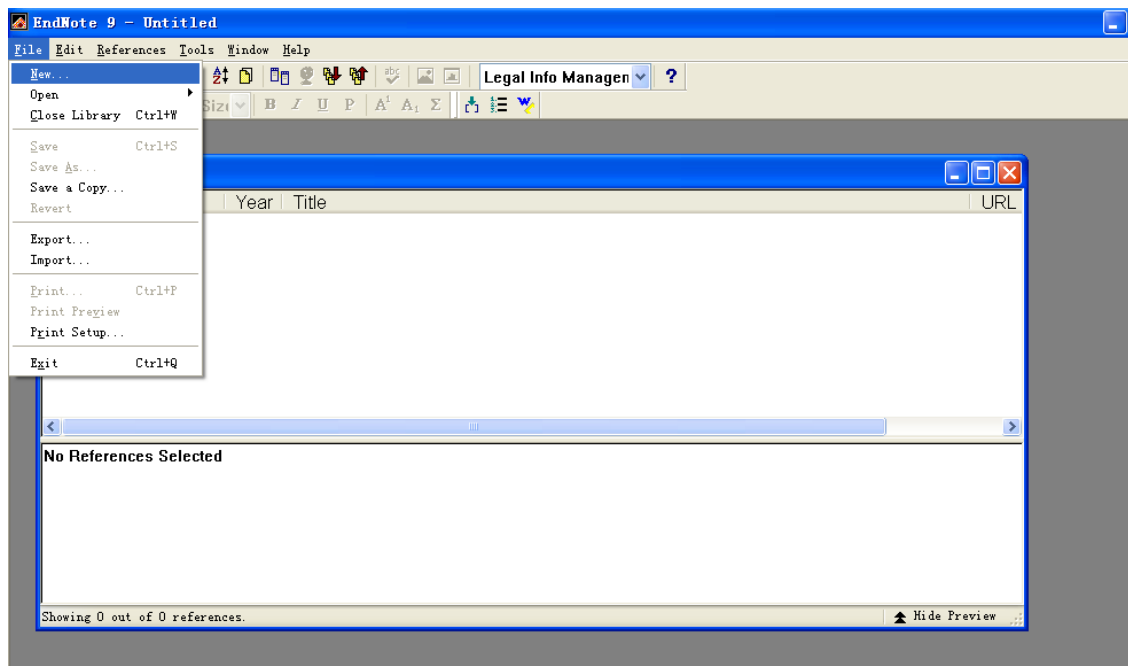 EndNote 9 - Untitled
File Edit References Tools Window Help
New...
Legal Info Managen
?
Open
Size
B I U P A¹ A₁ Σ
Close Library Ctrl+W
Save Ctrl+S
Save As...
Save a Copy...
Revert
Year Title URL
Export...
Import...
Print... Ctrl+P
Print Preview
Print Setup...
Exit Ctrl+Q
No References Selected
Showing 0 out of 0 references.
Hide Preview